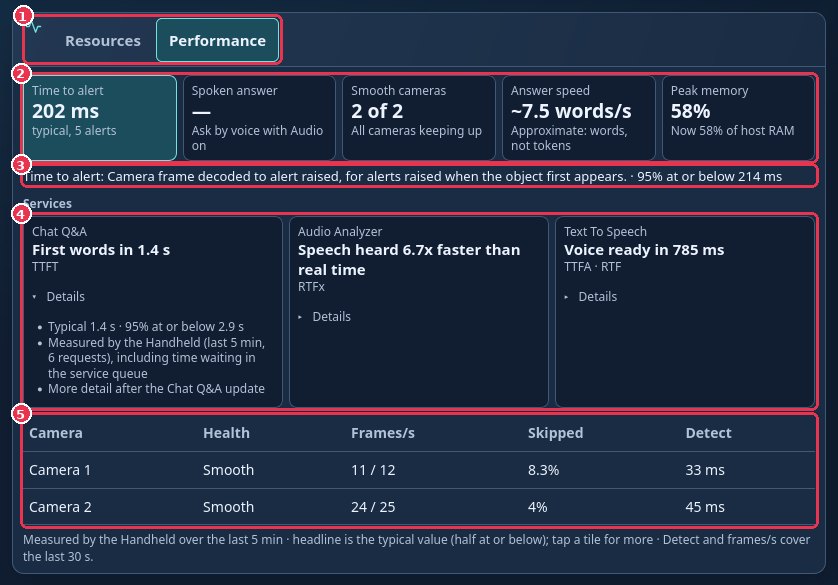 1
Resources
Performance
2
Time to alert
202 ms
typical, 5 alerts
Spoken answer
—
Ask by voice with Audio
on
Smooth cameras
2 of 2
All cameras keeping up
Answer speed
~7.5 words/s
Approximate: words,
not tokens
Peak memory
58%
Now 58% of host RAM
3
Time to alert: Camera frame decoded to alert raised, for alerts raised when the object first appears. · 95% at or below 214 ms
Services
4
Chat Q&A
First words in 1.4 s
TTFT
▾ Details
• Typical 1.4 s · 95% at or below 2.9 s
• Measured by the Handheld (last 5 min,
6 requests), including time waiting in
the service queue
• More detail after the Chat Q&A update
Audio Analyzer
Speech heard 6.7x faster than
real time
RTFx
▸ Details
Text To Speech
Voice ready in 785 ms
TTFA · RTF
▸ Details
5
Camera Health Frames/s Skipped Detect
Camera 1 Smooth 11 / 12 8.3% 33 ms
Camera 2 Smooth 24 / 25 4% 45 ms
Measured by the Handheld over the last 5 min · headline is the typical value (half at or below); tap a tile for more · Detect and frames/s cover
the last 30 s.